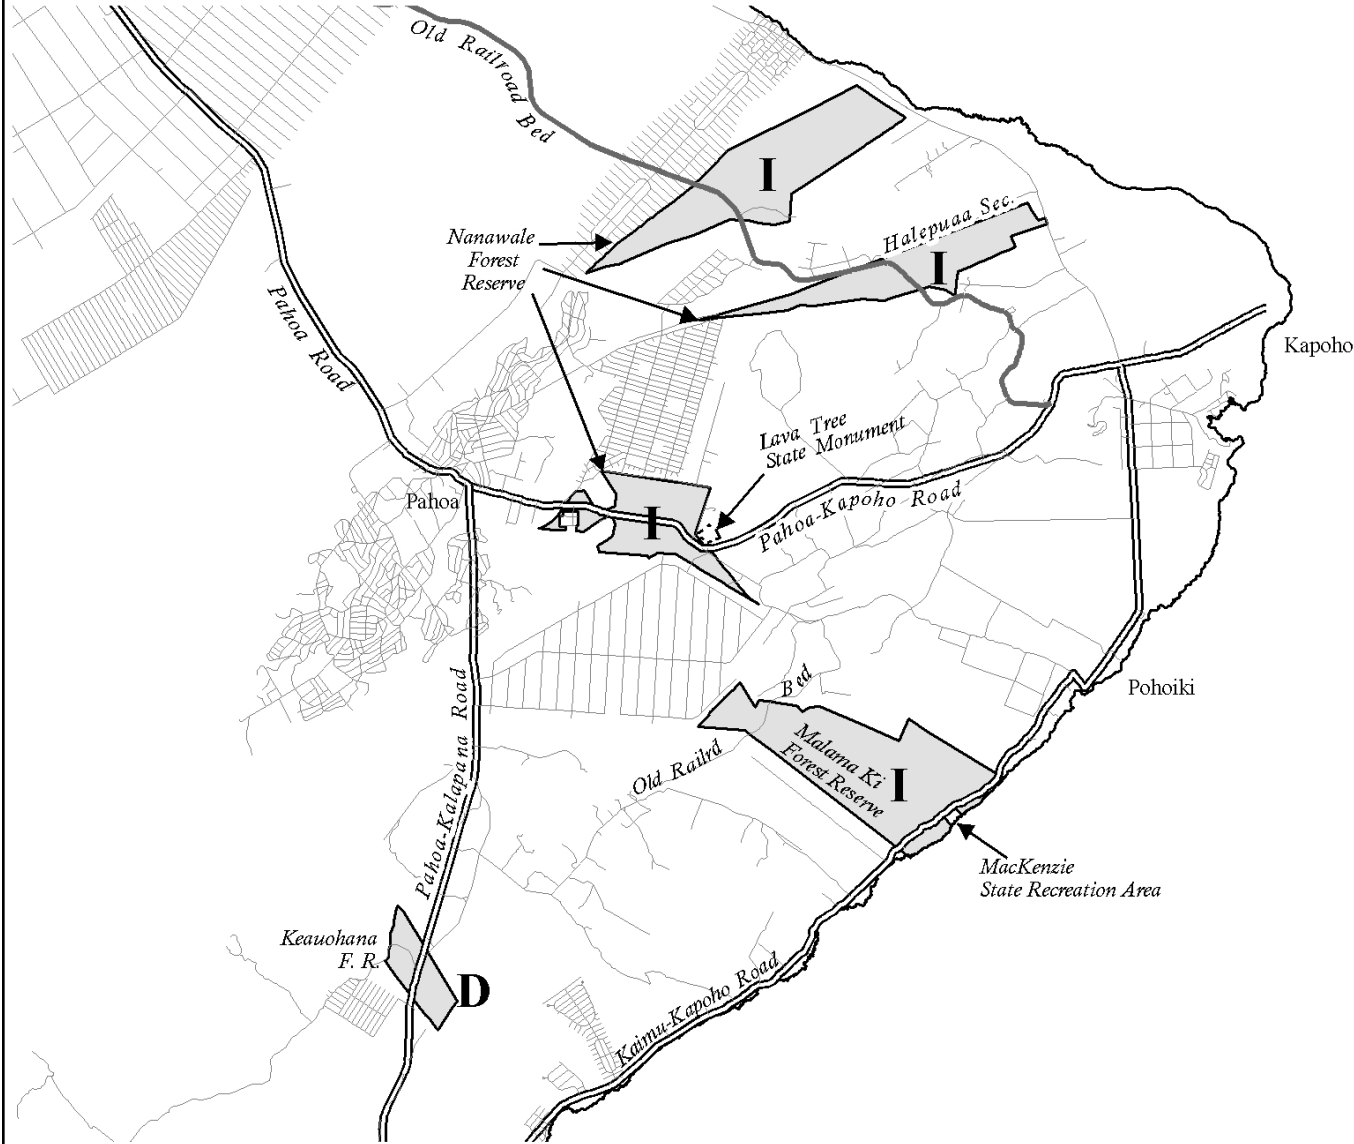 Old Railroad Bed
I
Halepuaa Sec.
I
Nanawale
Forest
Reserve
Pahoa Road
Kapoho
Lava Tree
State Monument
Pahoa
I
Pahoa-Kapoho Road
Pohoiki
Old Railrd Bed
Malama Ki
Forest Reserve
I
Pahoa-Kalapana Road
MacKenzie
State Recreation Area
Keauohana
F. R.
D
Kaimu-Kapoho Road